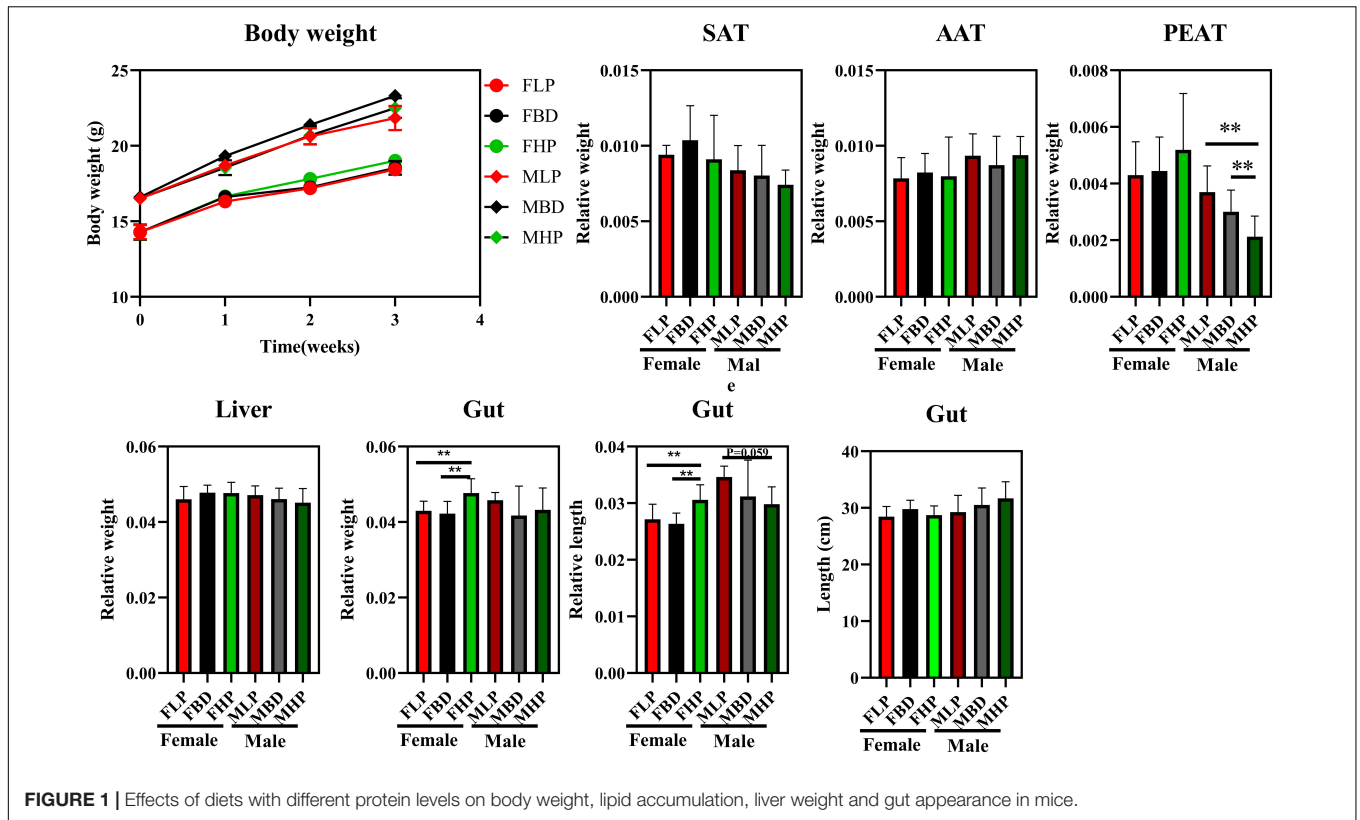 Body weight
Body weight (g)
25
20
15
10
0
1
2
3
4
Time(weeks)
FLP
FBD
FHP
MLP
MBD
MHP
SAT
Relative weight
0.015
0.010
0.005
0.000
FLP
FBD
FHP
MLP
MBD
MHP
Female
Mal
e
AAT
Relative weight
0.015
0.010
0.005
0.000
FLP
FBD
FHP
MLP
MBD
MHP
Female
Male
PEAT
Relative weight
0.008
0.006
0.004
0.002
0.000
**
**
FLP
FBD
FHP
MLP
MBD
MHP
Female
Male
Liver
Relative weight
0.06
0.04
0.02
0.00
FLP
FBD
FHP
MLP
MBD
MHP
Female
Male
Gut
Relative weight
0.06
0.04
0.02
0.00
**
**
FLP
FBD
FHP
MLP
MBD
MHP
Female
Male
Gut
Relative length
0.04
0.03
0.02
0.01
0.00
**
**
P=0.059
FLP
FBD
FHP
MLP
MBD
MHP
Female
Male
Gut
Length (cm)
40
30
20
10
0
FLP
FBD
FHP
MLP
MBD
MHP
Female
Male
FIGURE 1 | Effects of diets with different protein levels on body weight, lipid accumulation, liver weight and gut appearance in mice.